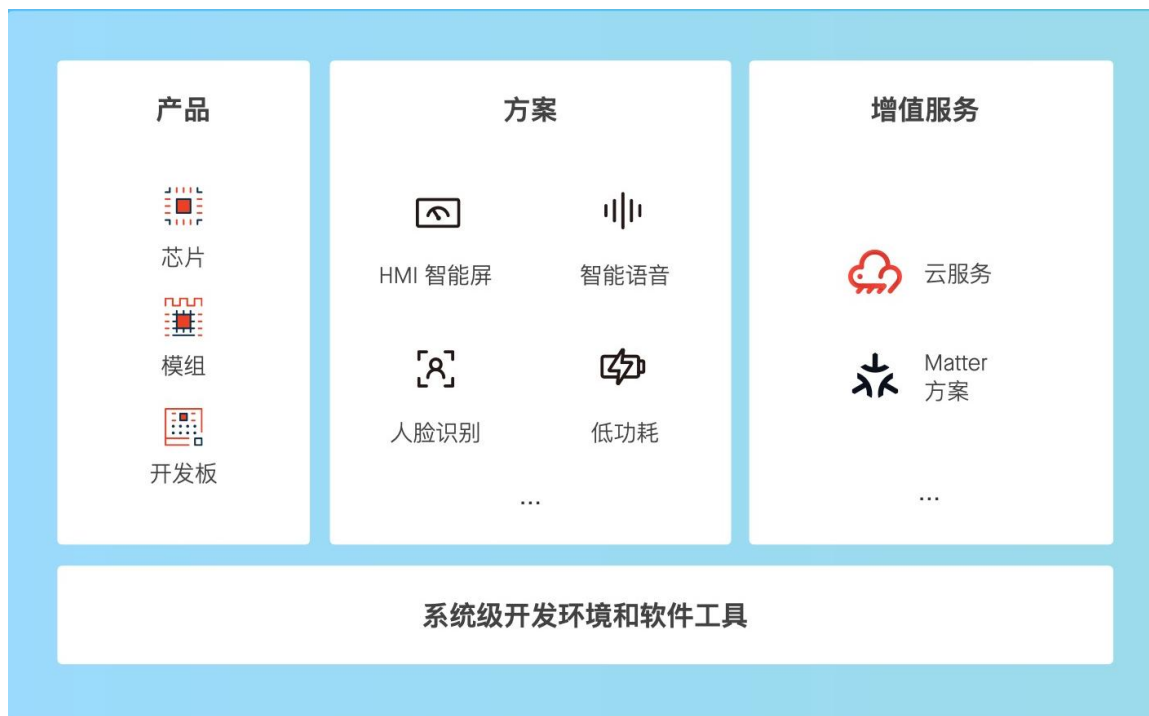 产品
芯片
模组
开发板
方案
HMI 智能屏
智能语音
人脸识别
低功耗
...
增值服务
云服务
Matter
方案
...
系统级开发环境和软件工具